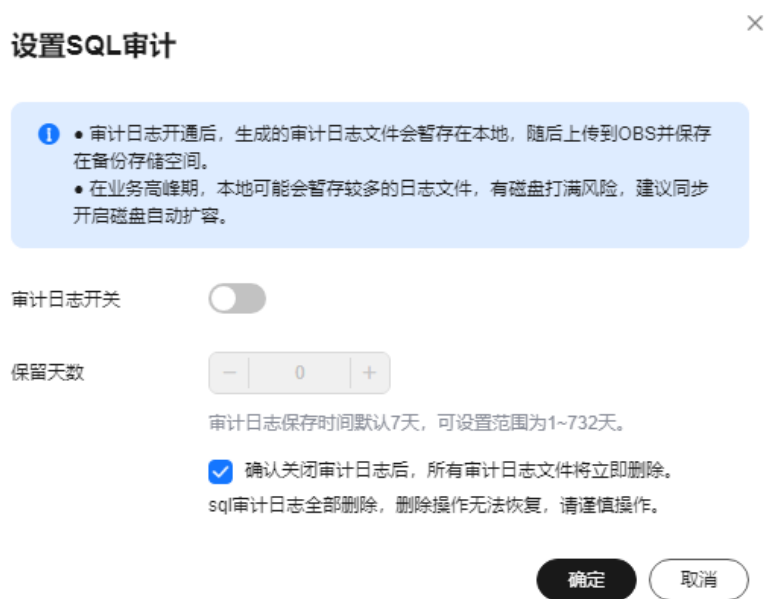 设置SQL审计
● 审计日志开通后，生成的审计日志文件会暂存在本地，随后上传到OBS并保存
在备份存储空间。
● 在业务高峰期，本地可能会暂存较多的日志文件，有磁盘打满风险，建议同步
开启磁盘自动扩容。
审计日志开关
保留天数
− 0 +
审计日志保存时间默认7天，可设置范围为1~732天。
确认关闭审计日志后，所有审计日志文件将立即删除。
sql审计日志全部删除，删除操作无法恢复，请谨慎操作。
确定 取消